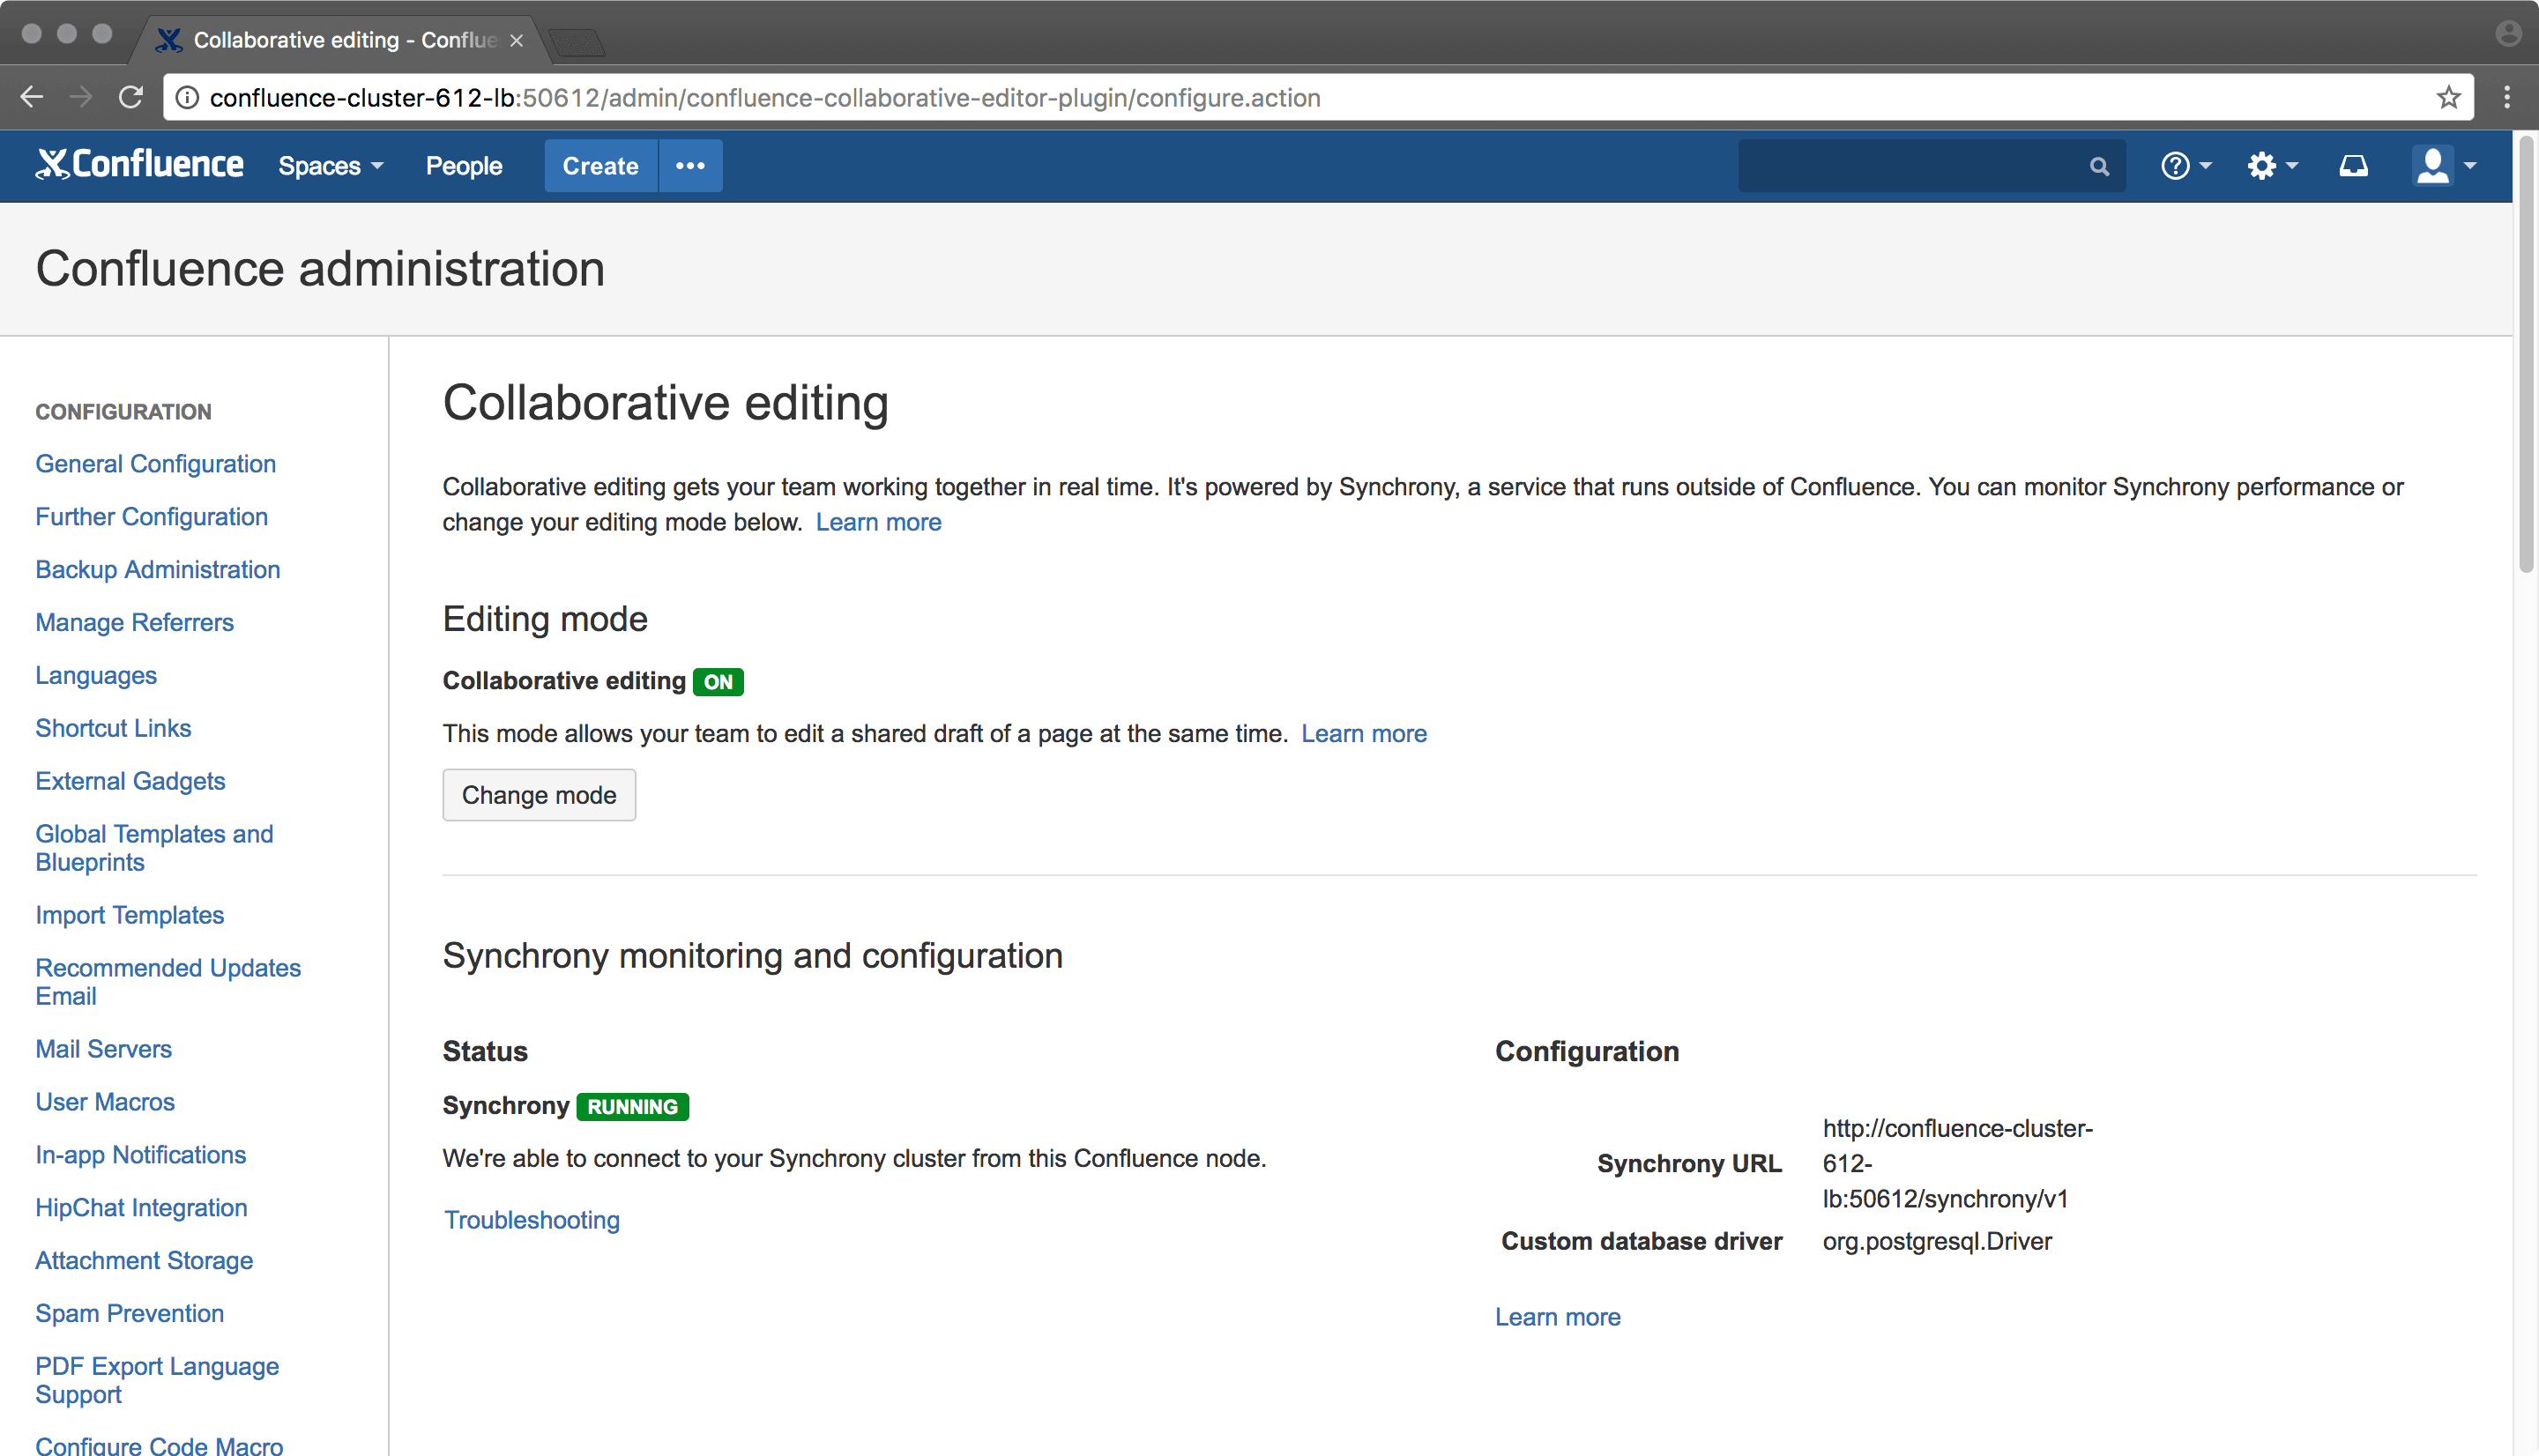 Collaborative editing - Conflue
confluence-cluster-612-lb:50612/admin/confluence-collaborative-editor-plugin/configure.action
Confluence Spaces People Create
Confluence administration
CONFIGURATION
General Configuration
Further Configuration
Backup Administration
Manage Referrers
Languages
Shortcut Links
External Gadgets
Global Templates and
Blueprints
Import Templates
Recommended Updates
Email
Mail Servers
User Macros
In-app Notifications
HipChat Integration
Attachment Storage
Spam Prevention
PDF Export Language
Support
Configure Code Macro
Collaborative editing
Collaborative editing gets your team working together in real time. It's powered by Synchrony, a service that runs outside of Confluence. You can monitor Synchrony performance or
change your editing mode below. Learn more
Editing mode
Collaborative editing ON
This mode allows your team to edit a shared draft of a page at the same time. Learn more
Change mode
Synchrony monitoring and configuration
Status
Synchrony RUNNING
We're able to connect to your Synchrony cluster from this Confluence node.
Troubleshooting
Configuration
Synchrony URL
http://confluence-cluster-
612-
lb:50612/synchrony/v1
Custom database driver org.postgresql.Driver
Learn more